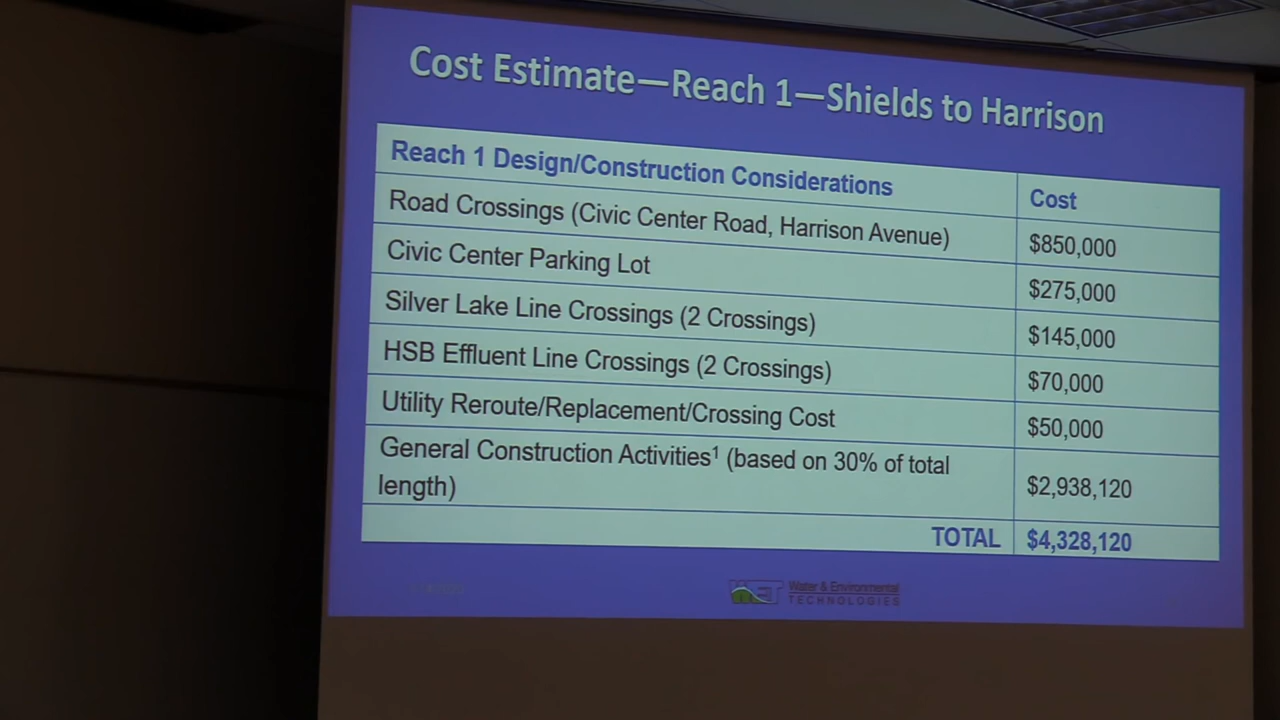 Cost Estimate—Reach 1—Shields to Harrison
Reach 1 Design/Construction Considerations Cost
Road Crossings (Civic Center Road, Harrison Avenue) $850,000
Civic Center Parking Lot $275,000
Silver Lake Line Crossings (2 Crossings) $145,000
HSB Effluent Line Crossings (2 Crossings) $70,000
Utility Reroute/Replacement/Crossing Cost $50,000
General Construction Activities¹ (based on 30% of total
length) $2,938,120
TOTAL $4,328,120
WET Water & Environmental
TECHNOLOGIES